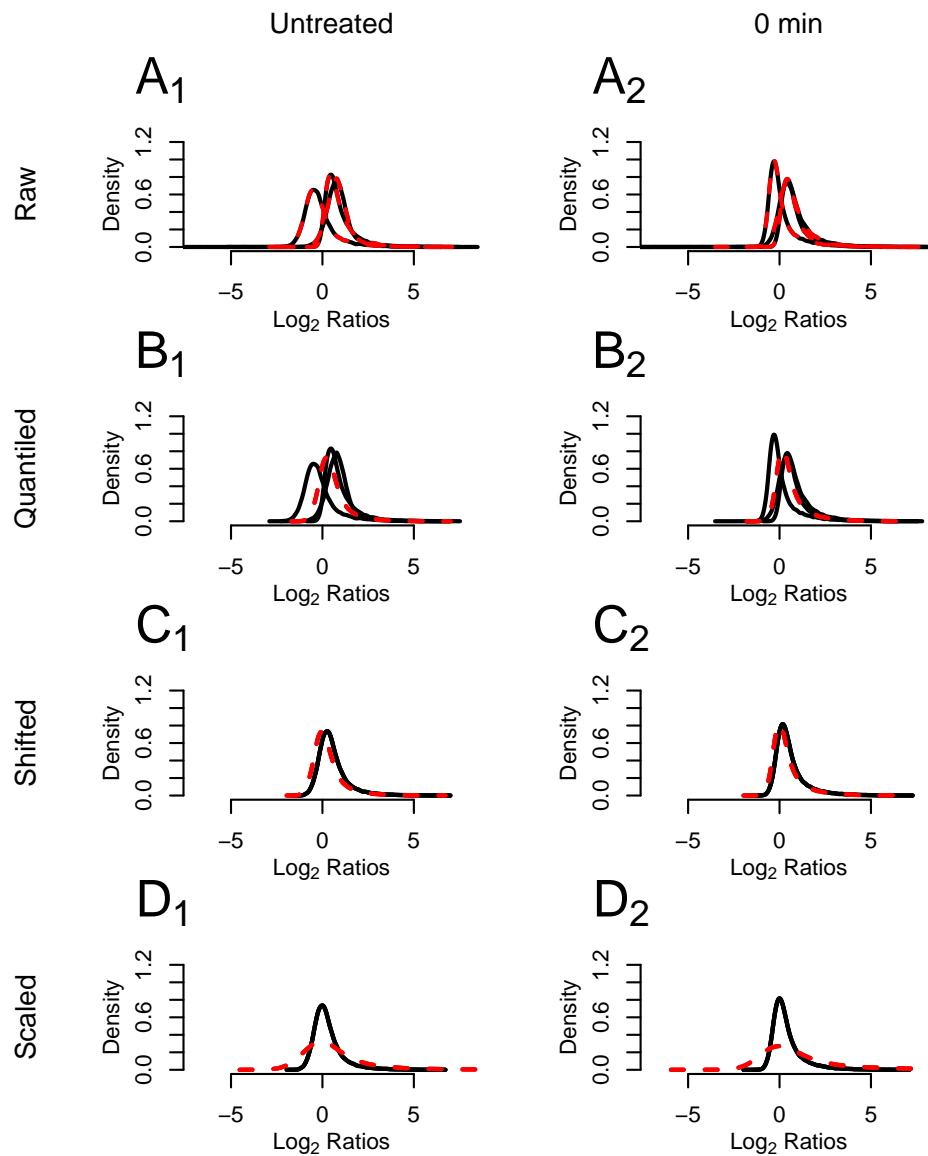 Untreated 0 min
A₁ A₂
Raw
Density 0.0 0.6 1.2
−5 0 5
Log₂ Ratios
Density 0.0 0.6 1.2
−5 0 5
Log₂ Ratios
B₁ B₂
Quantiled
Density 0.0 0.6 1.2
−5 0 5
Log₂ Ratios
Density 0.0 0.6 1.2
−5 0 5
Log₂ Ratios
C₁ C₂
Shifted
Density 0.0 0.6 1.2
−5 0 5
Log₂ Ratios
Density 0.0 0.6 1.2
−5 0 5
Log₂ Ratios
D₁ D₂
Scaled
Density 0.0 0.6 1.2
−5 0 5
Log₂ Ratios
Density 0.0 0.6 1.2
−5 0 5
Log₂ Ratios